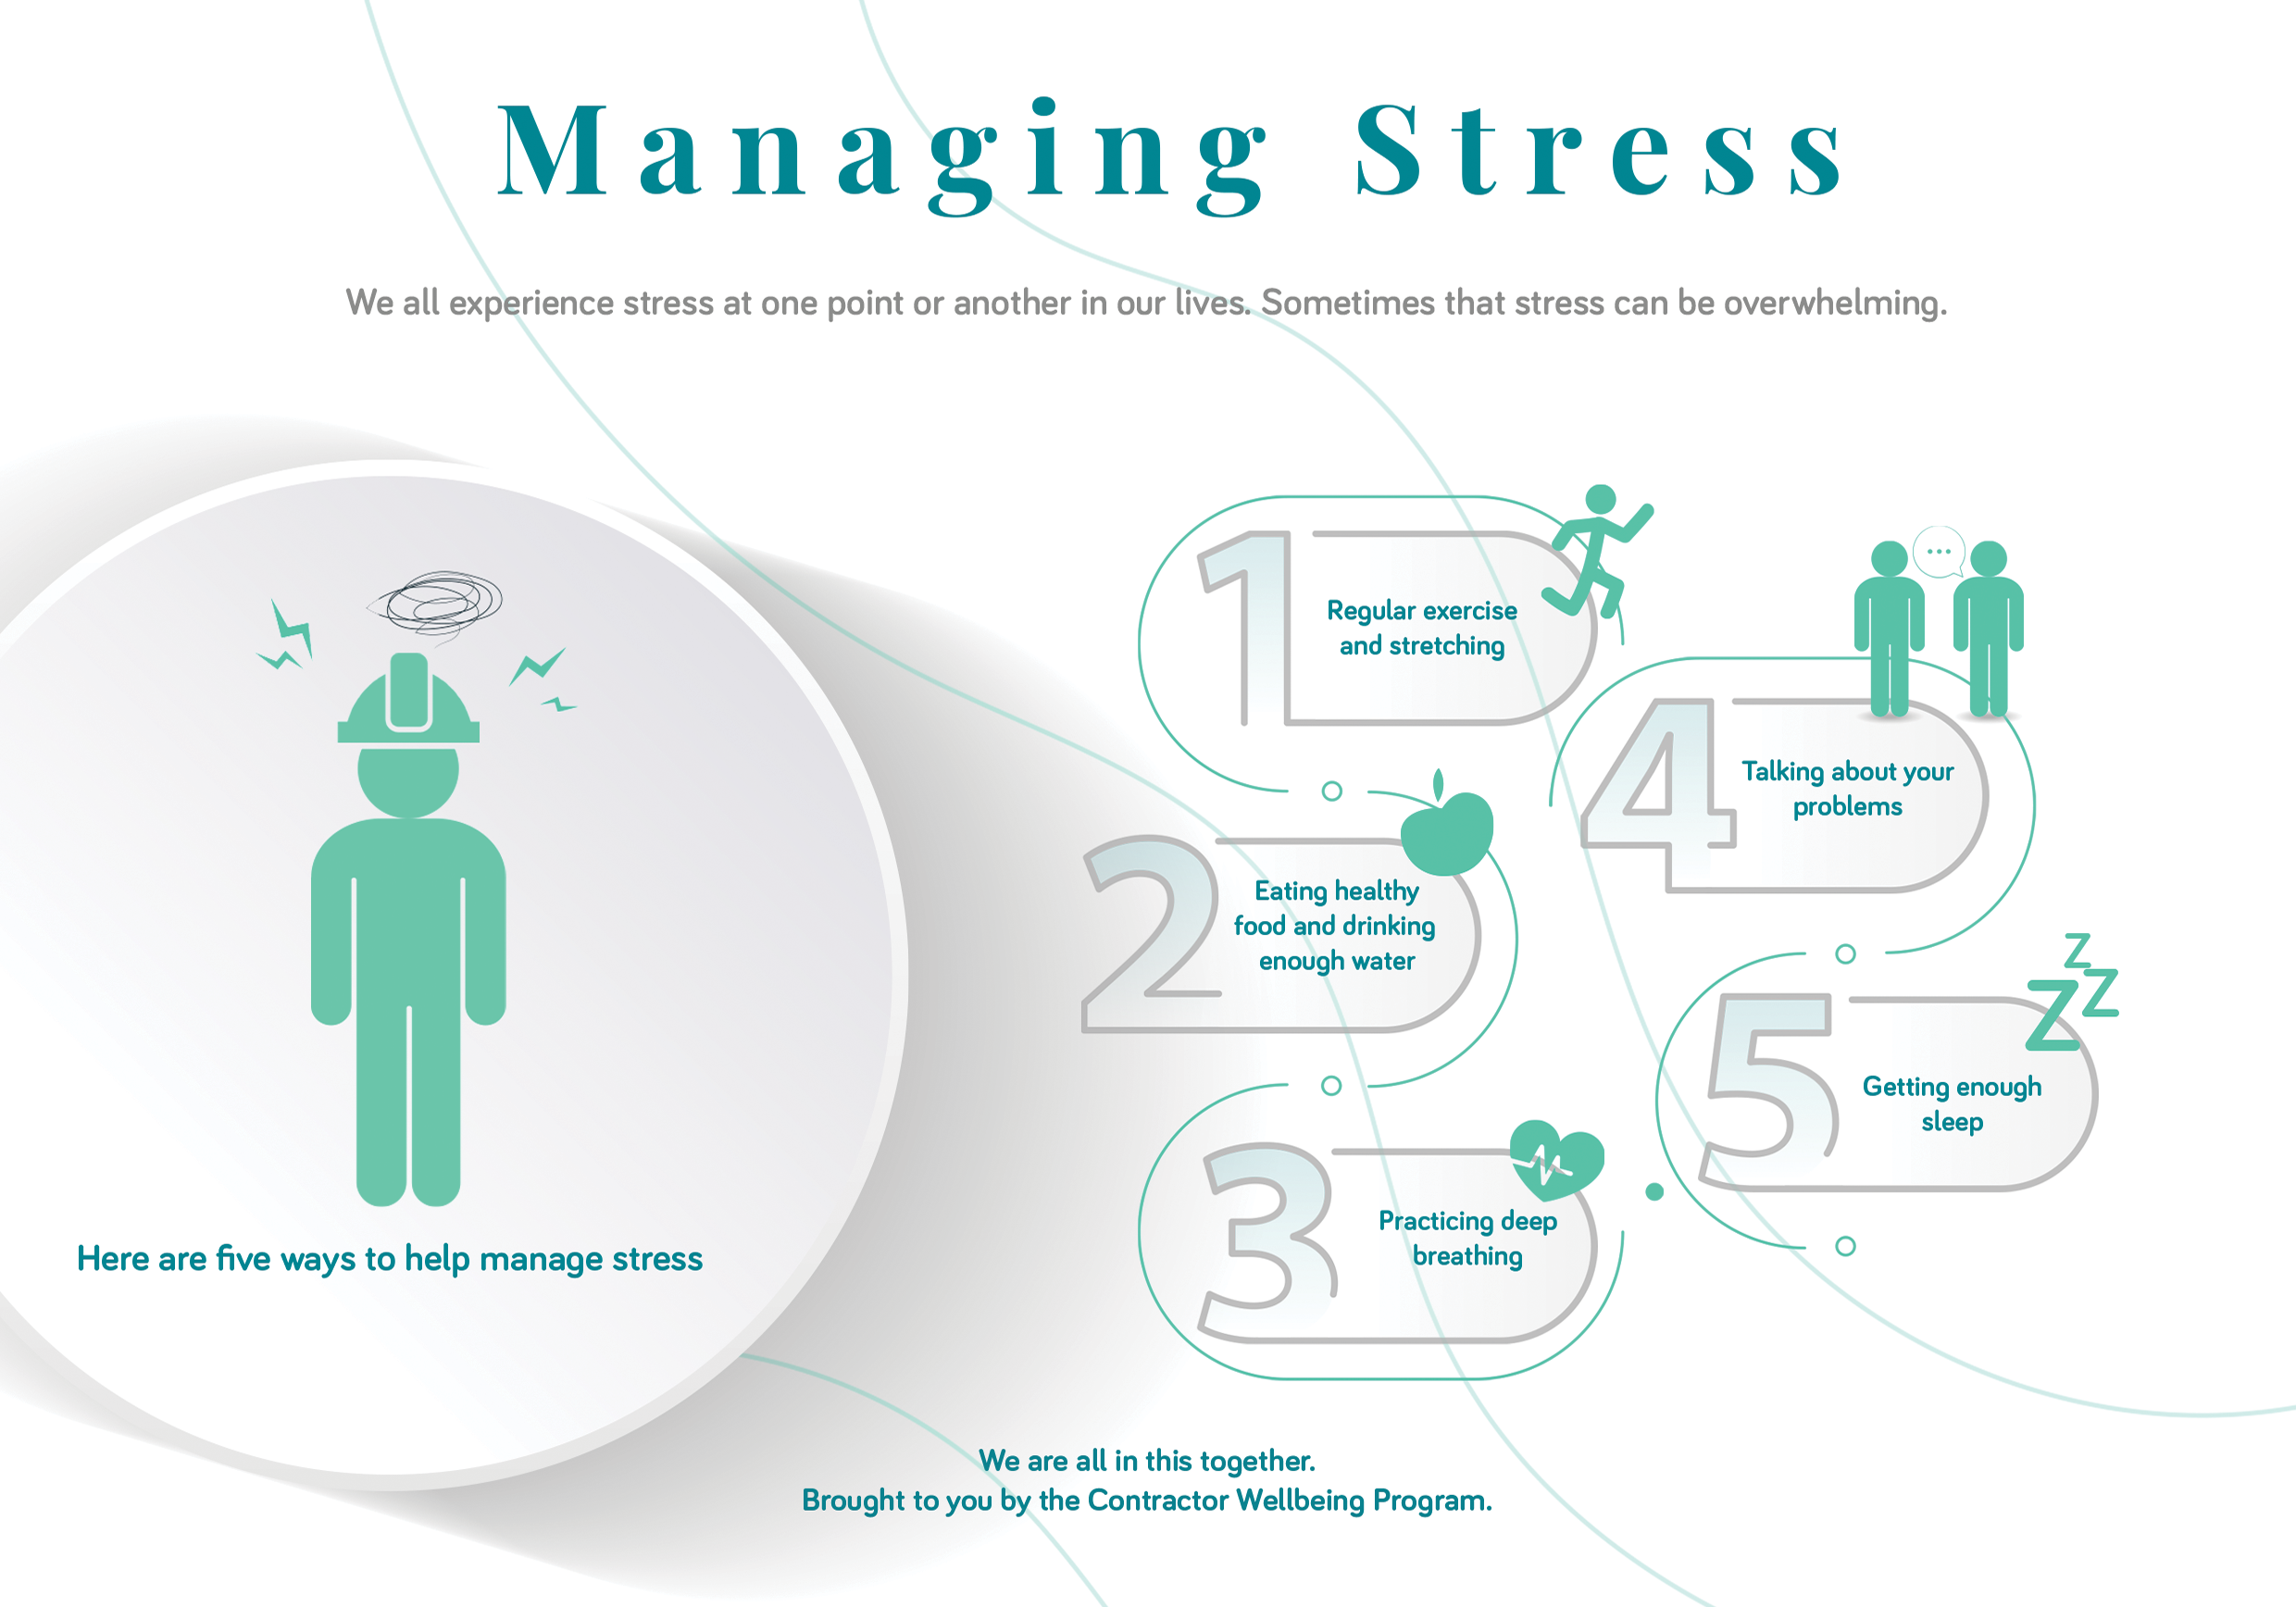 Managing Stress
We all experience stress at one point or another in our lives. Sometimes that stress can be overwhelming.
Here are five ways to help manage stress
1
Regular exercise
and stretching
2
Eating healthy
food and drinking
enough water
3
Practicing deep
breathing
4
Talking about your
problems
5
Getting enough
sleep
z
z
z
We are all in this together.
Brought to you by the Contractor Wellbeing Program.